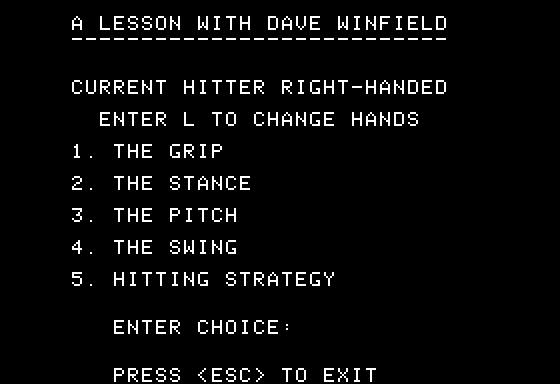 A LESSON WITH DAVE WINFIELD
---------------------------
CURRENT HITTER RIGHT-HANDED
ENTER L TO CHANGE HANDS
1. THE GRIP
2. THE STANCE
3. THE PITCH
4. THE SWING
5. HITTING STRATEGY
ENTER CHOICE:
PRESS <ESC> TO EXIT